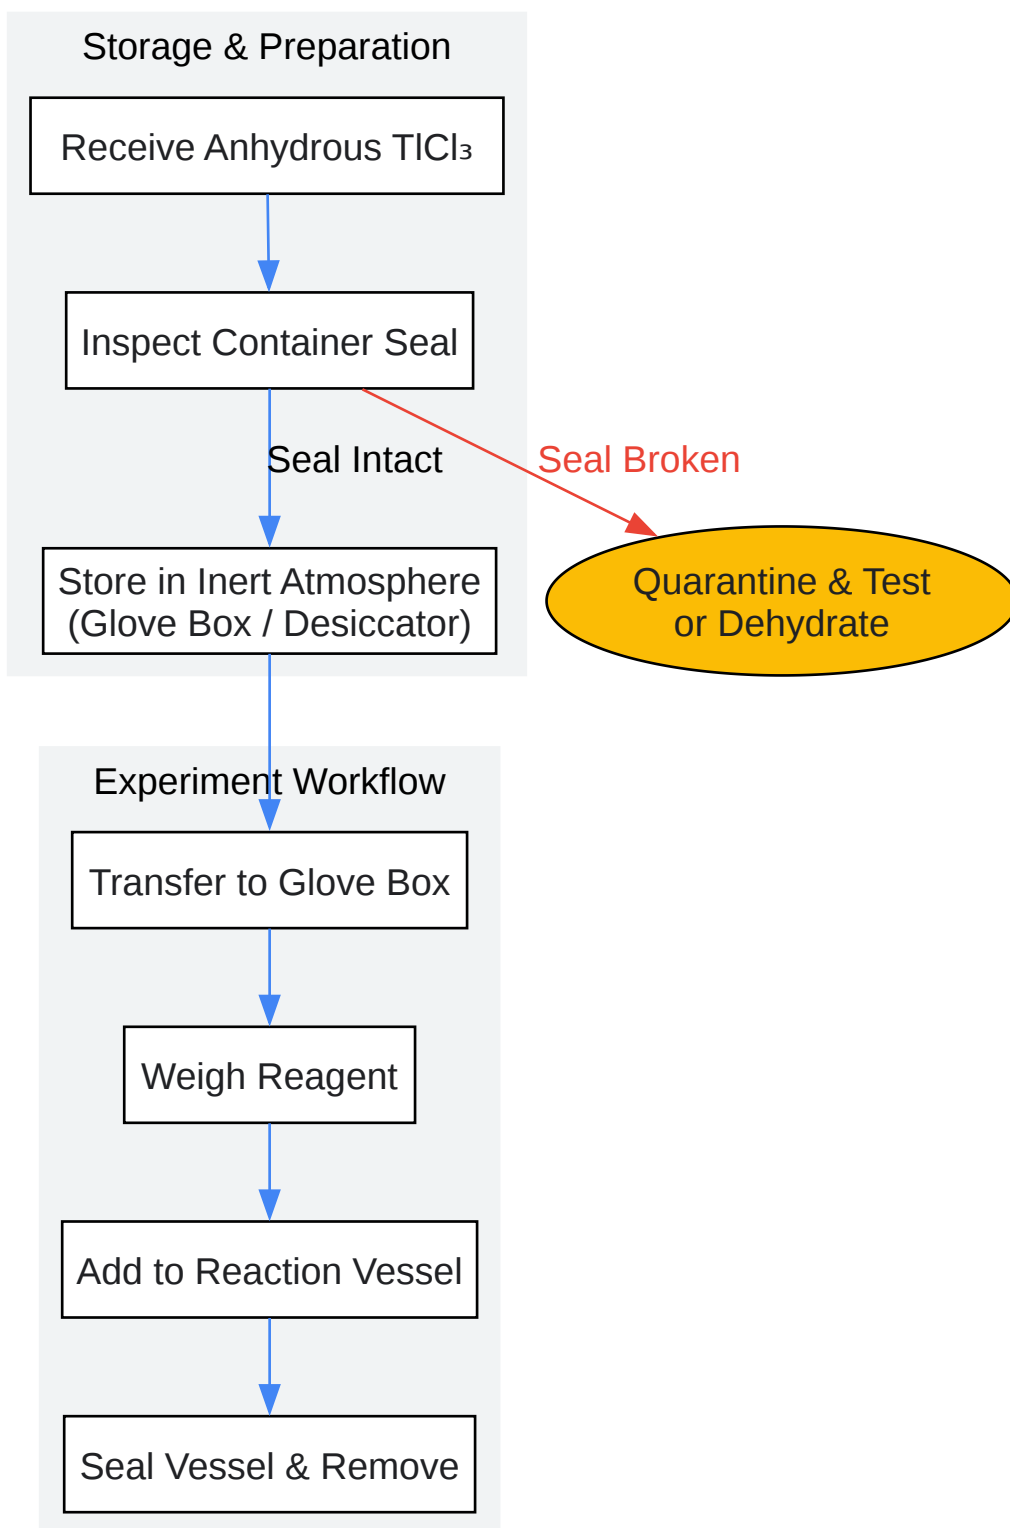 Storage & Preparation
Receive Anhydrous TlCl₃
Inspect Container Seal
Seal Intact
Seal Broken
Store in Inert Atmosphere
(Glove Box / Desiccator)
Quarantine & Test
or Dehydrate
Experiment Workflow
Transfer to Glove Box
Weigh Reagent
Add to Reaction Vessel
Seal Vessel & Remove